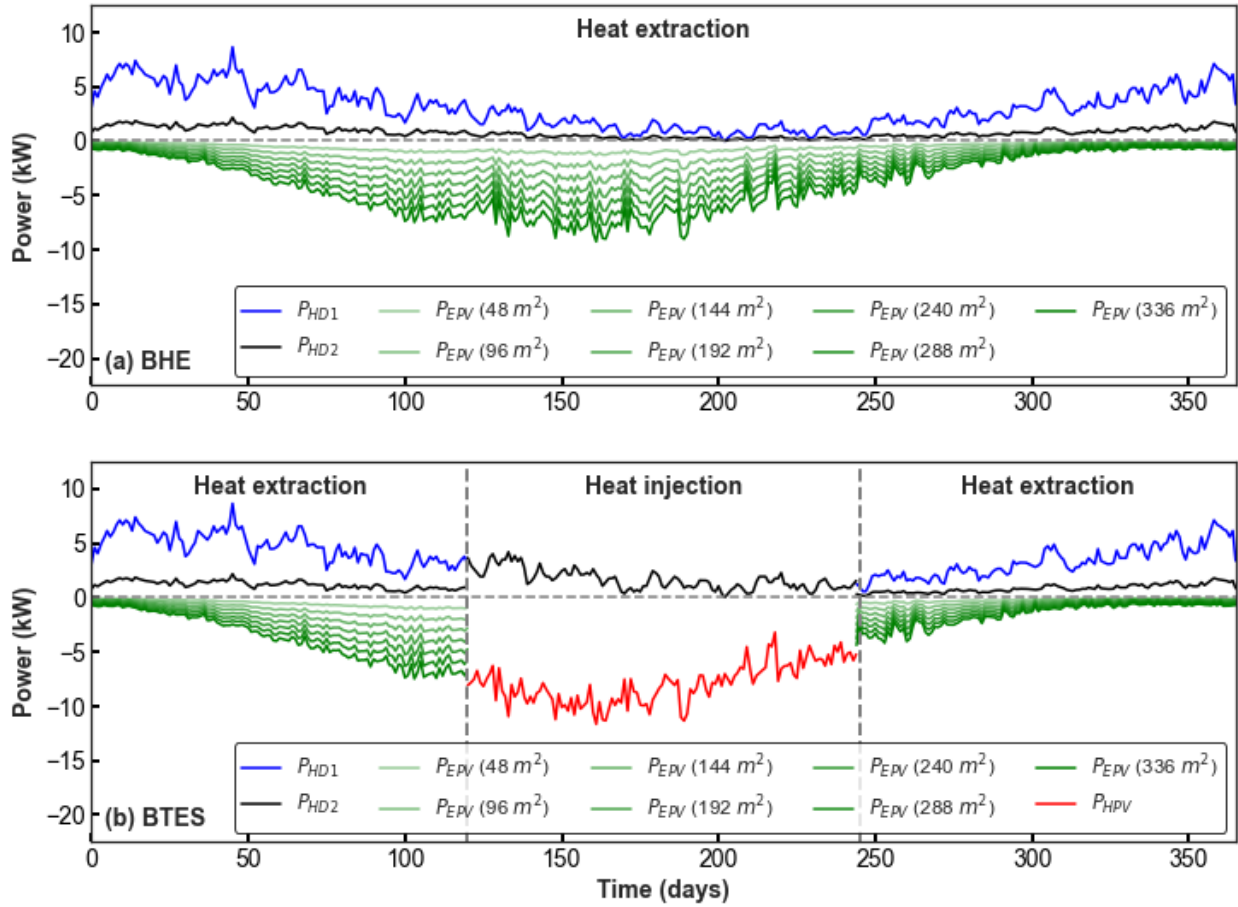 Heat extraction
10
5
0
−5
−10
−15
−20
Power (kW)
P_HD1 P_EPV (48 m²) P_EPV (144 m²) P_EPV (240 m²) P_EPV (336 m²)
P_HD2 P_EPV (96 m²) P_EPV (192 m²) P_EPV (288 m²)
(a) BHE
0 50 100 150 200 250 300 350
Heat extraction Heat injection Heat extraction
10
5
0
−5
−10
−15
−20
Power (kW)
P_HD1 P_EPV (48 m²) P_EPV (144 m²) P_EPV (240 m²) P_EPV (336 m²)
P_HD2 P_EPV (96 m²) P_EPV (192 m²) P_EPV (288 m²) P_HPV
(b) BTES
0 50 100 150 200 250 300 350
Time (days)